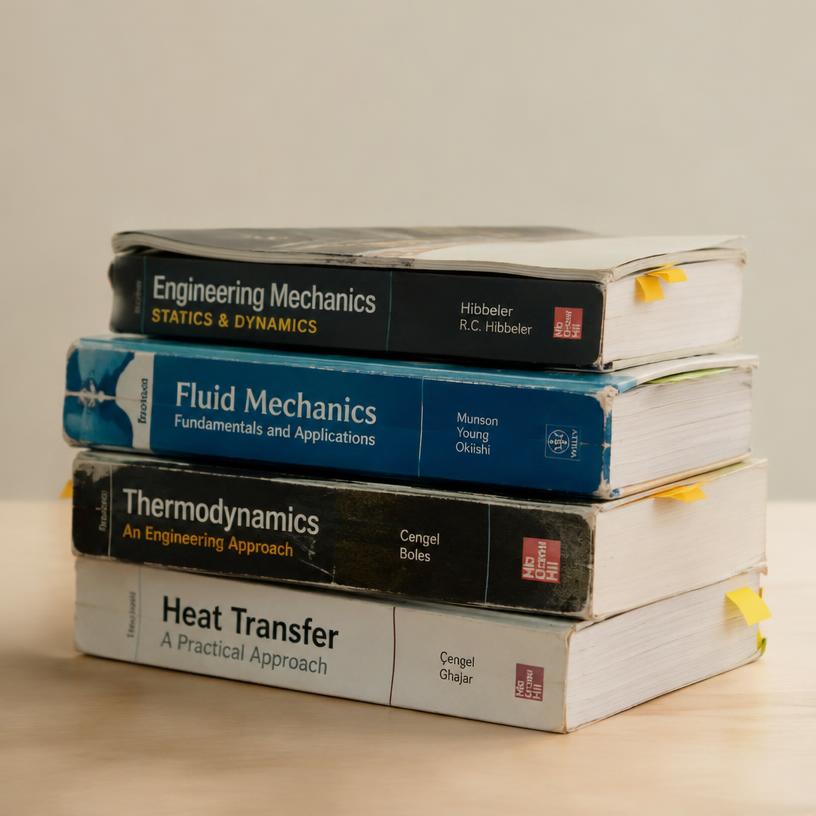 Engineering Mechanics
STATICS & DYNAMICS
Hibbeler
R.C. Hibbeler
Fluid Mechanics
Fundamentals and Applications
Munson
Young
Okiishi
Thermodynamics
An Engineering Approach
Cengel
Boles
Heat Transfer
A Practical Approach
Çengel
Ghajar